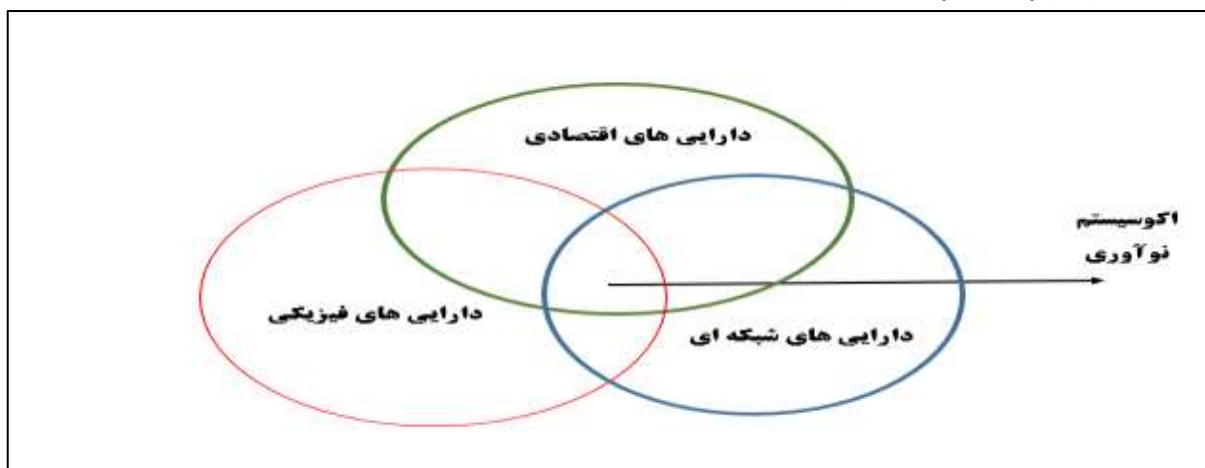 دارایی های اقتصادی
اکوسیستم
نوآوری
دارایی های فیزیکی
دارایی های شبکه ای